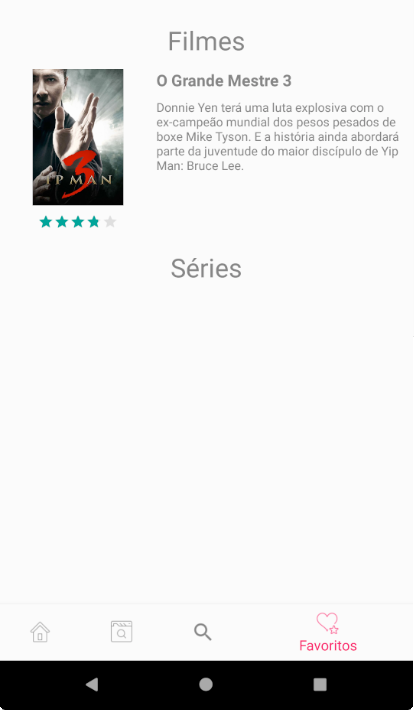 Filmes
O Grande Mestre 3
Donnie Yen terá uma luta explosiva com o
ex-campeão mundial dos pesos pesados de
boxe Mike Tyson. E a história ainda abordará
parte da juventude do maior discípulo de Yip
Man: Bruce Lee.
3
IP MAN
Séries
Favoritos